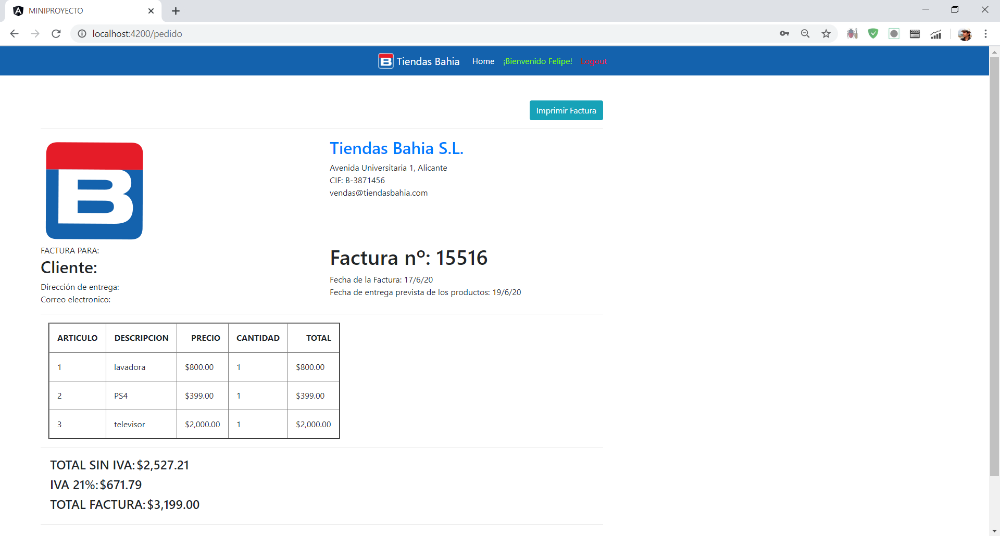 MINIPROYECTO
localhost:4200/pedido
B Tiendas Bahia Home ¡Bienvenido Felipe! Logout
Imprimir Factura
B
Tiendas Bahia S.L.
Avenida Universitaria 1, Alicante
CIF: B-3871456
vendas@tiendasbahia.com
FACTURA PARA:
Cliente:
Dirección de entrega:
Correo electronico:
Factura nº: 15516
Fecha de la Factura: 17/6/20
Fecha de entrega prevista de los productos: 19/6/20
ARTICULO DESCRIPCION PRECIO CANTIDAD TOTAL
1 lavadora $800.00 1 $800.00
2 PS4 $399.00 1 $399.00
3 televisor $2,000.00 1 $2,000.00
TOTAL SIN IVA: $2,527.21
IVA 21%: $671.79
TOTAL FACTURA: $3,199.00